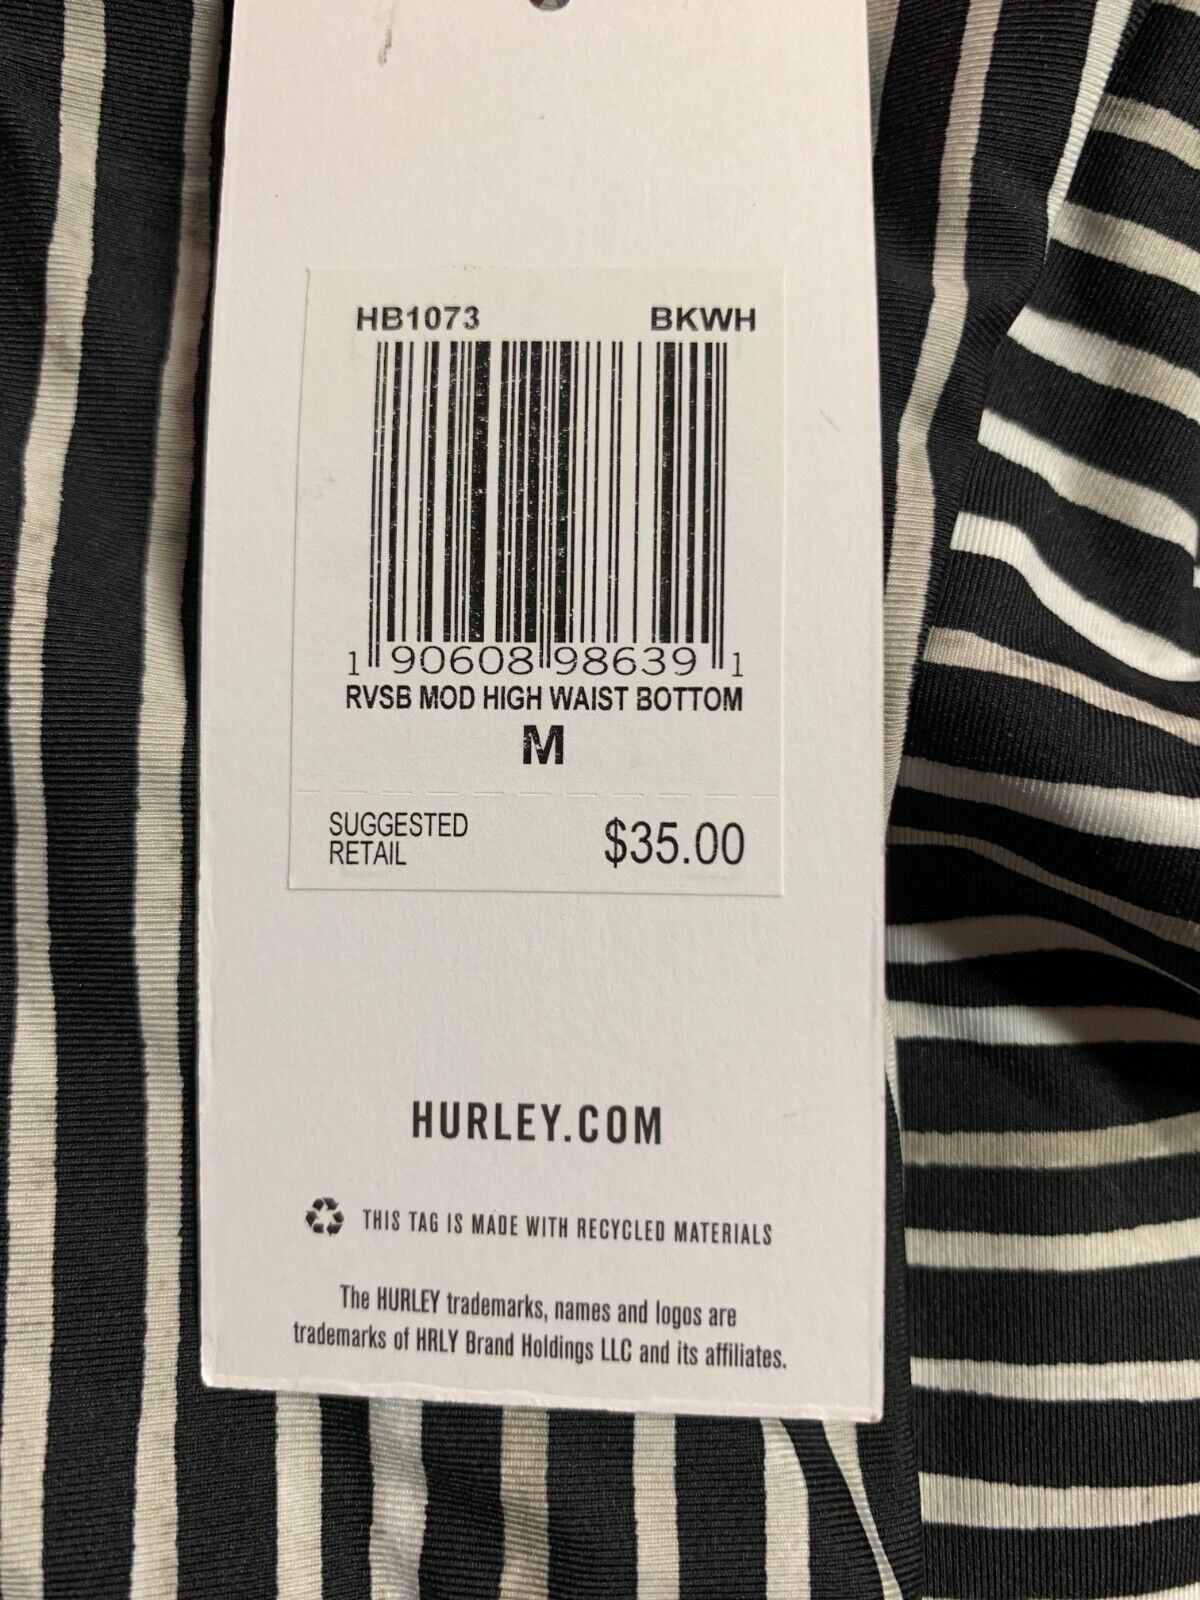 HB1073 BKWH
1 90608 98639 1
RVSB MOD HIGH WAIST BOTTOM
M
SUGGESTED
RETAIL
$35.00
HURLEY.COM
THIS TAG IS MADE WITH RECYCLED MATERIALS
The HURLEY trademarks, names and logos are
trademarks of HRLY Brand Holdings LLC and its affiliates.